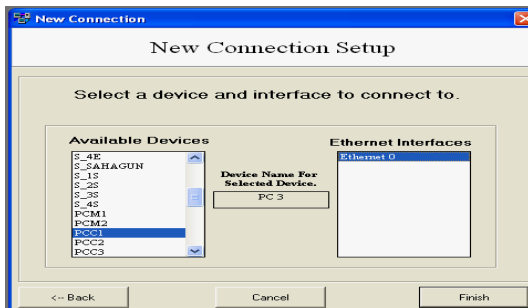 New Connection
New Connection Setup
Select a device and interface to connect to.
Available Devices
S_4E
S_SAHAGUN
S_1S
S_2S
S_3S
S_4S
PCM1
PCM2
PCC1
PCC2
PCC3
Device Name For
Selected Device.
PC 3
Ethernet Interfaces
Ethernet 0
<-- Back
Cancel
Finish